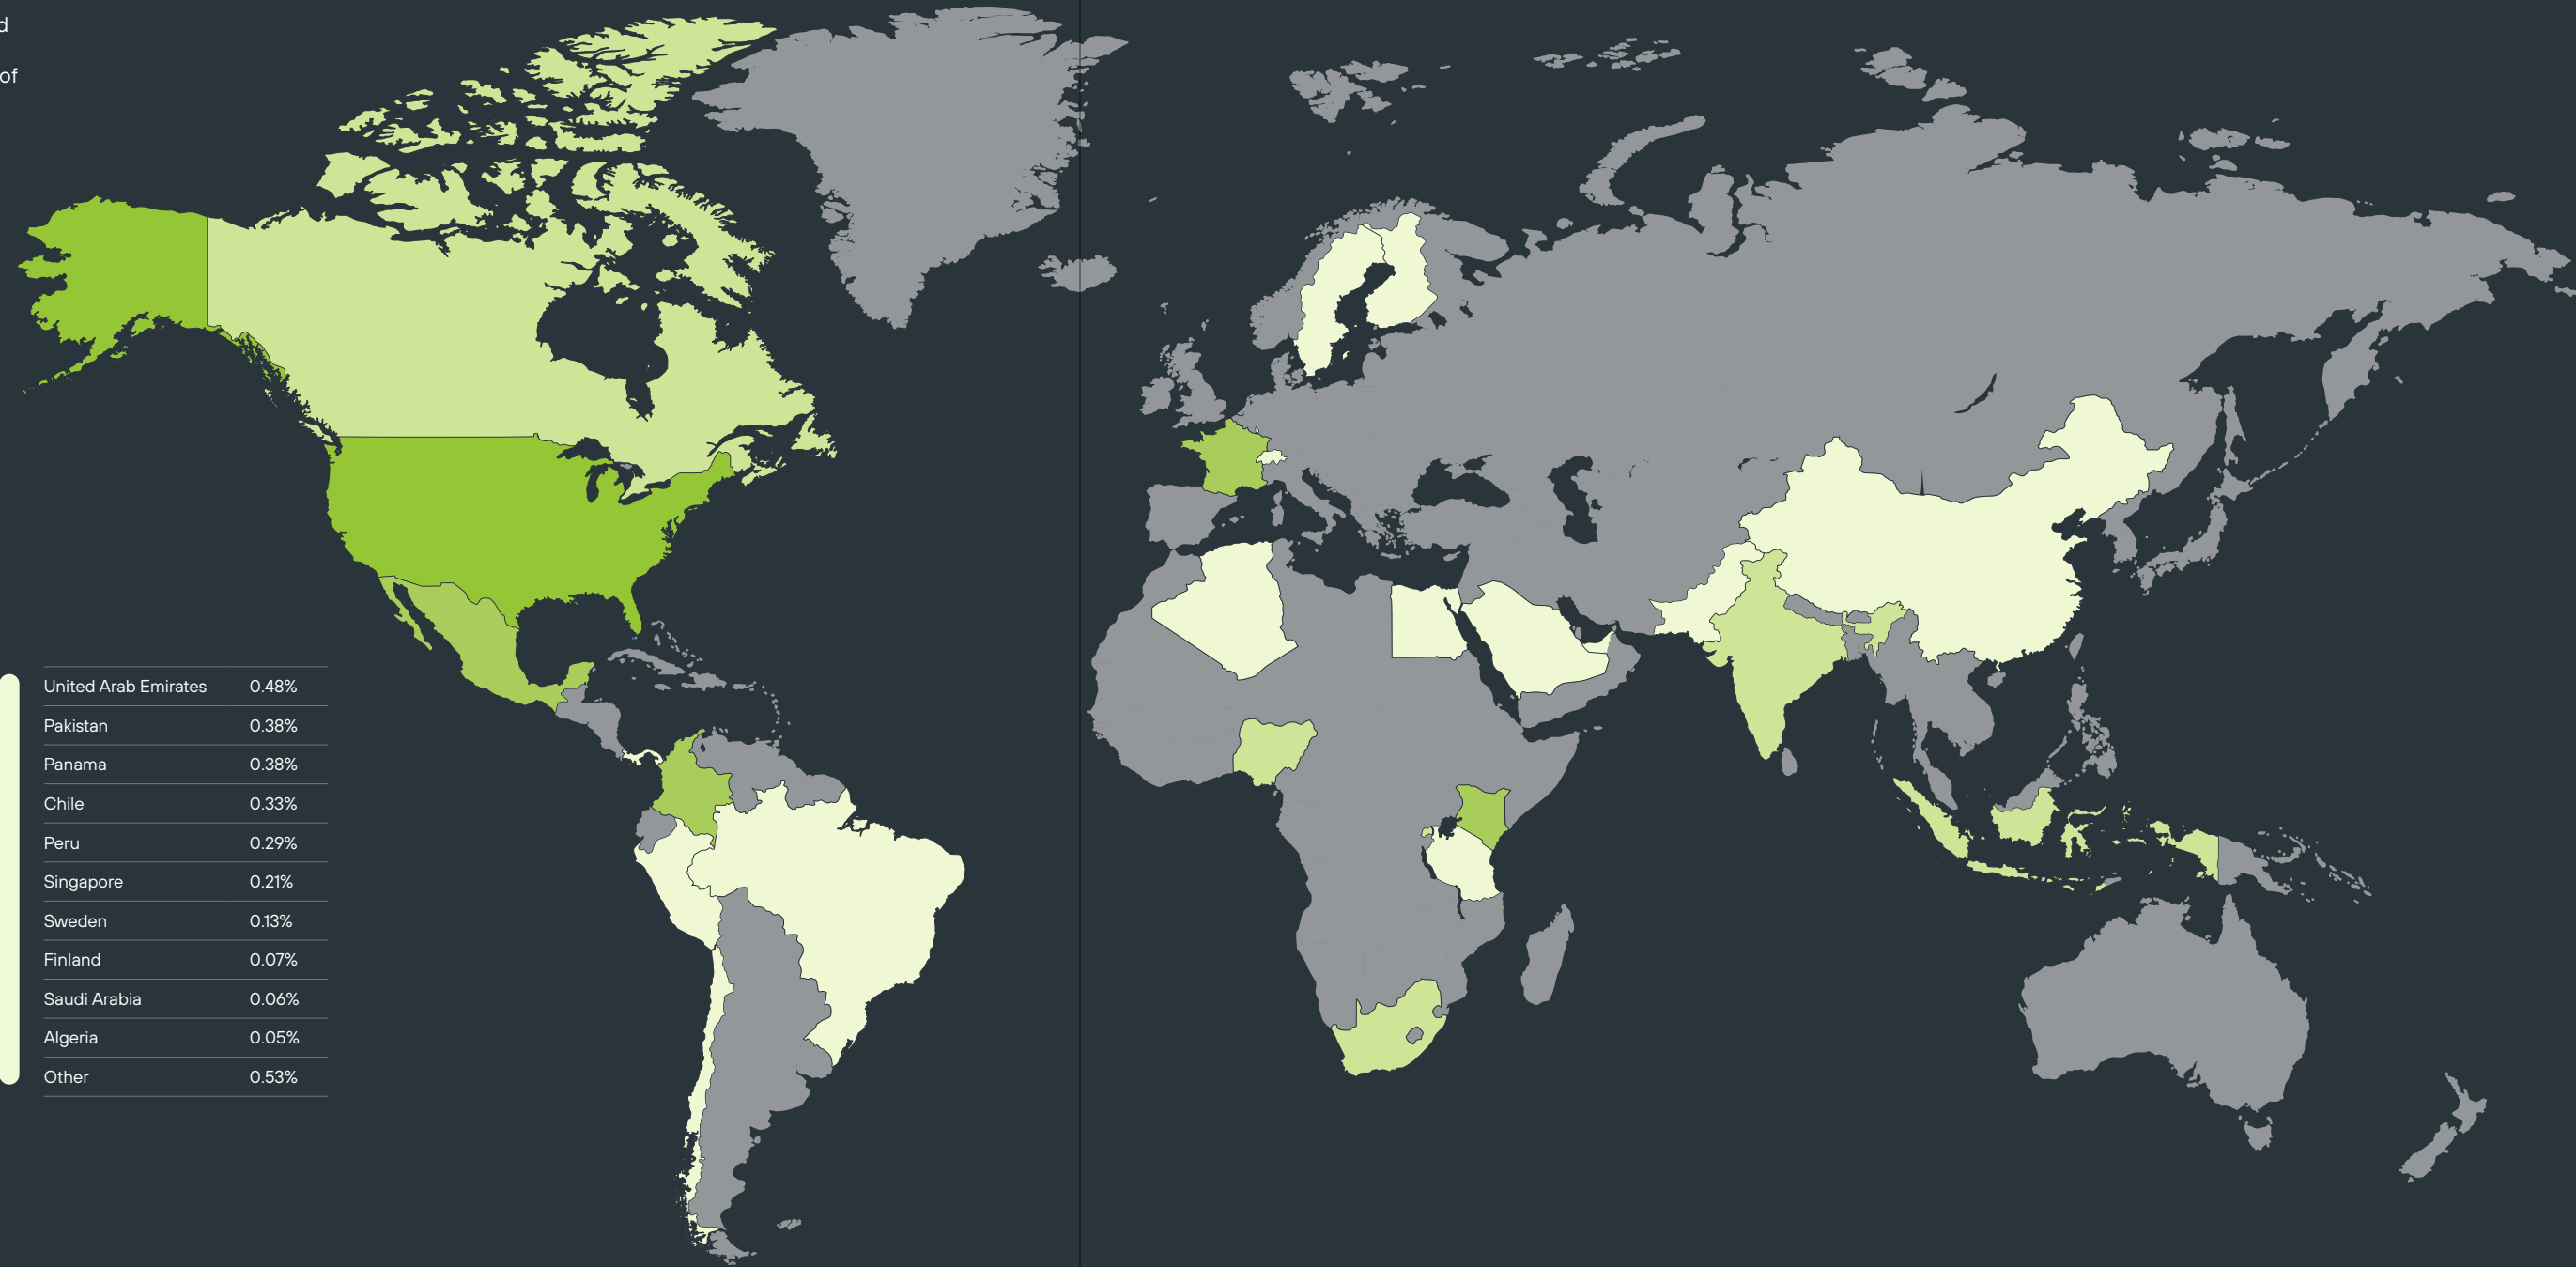 d
of
United Arab Emirates 0.48%
Pakistan 0.38%
Panama 0.38%
Chile 0.33%
Peru 0.29%
Singapore 0.21%
Sweden 0.13%
Finland 0.07%
Saudi Arabia 0.06%
Algeria 0.05%
Other 0.53%